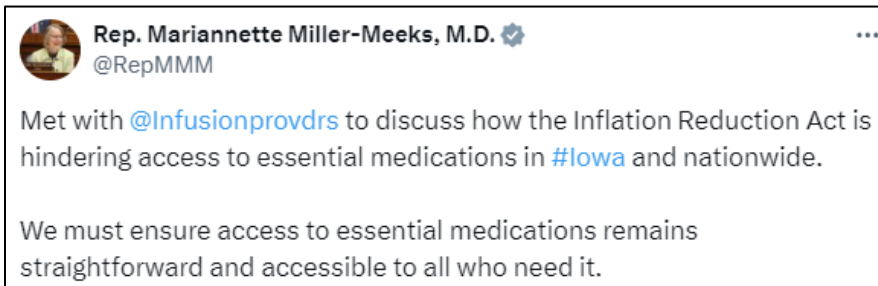 Rep. Mariannette Miller-Meeks, M.D.
@RepMMM
Met with @Infusionprovdrs to discuss how the Inflation Reduction Act is
hindering access to essential medications in #Iowa and nationwide.
We must ensure access to essential medications remains
straightforward and accessible to all who need it.